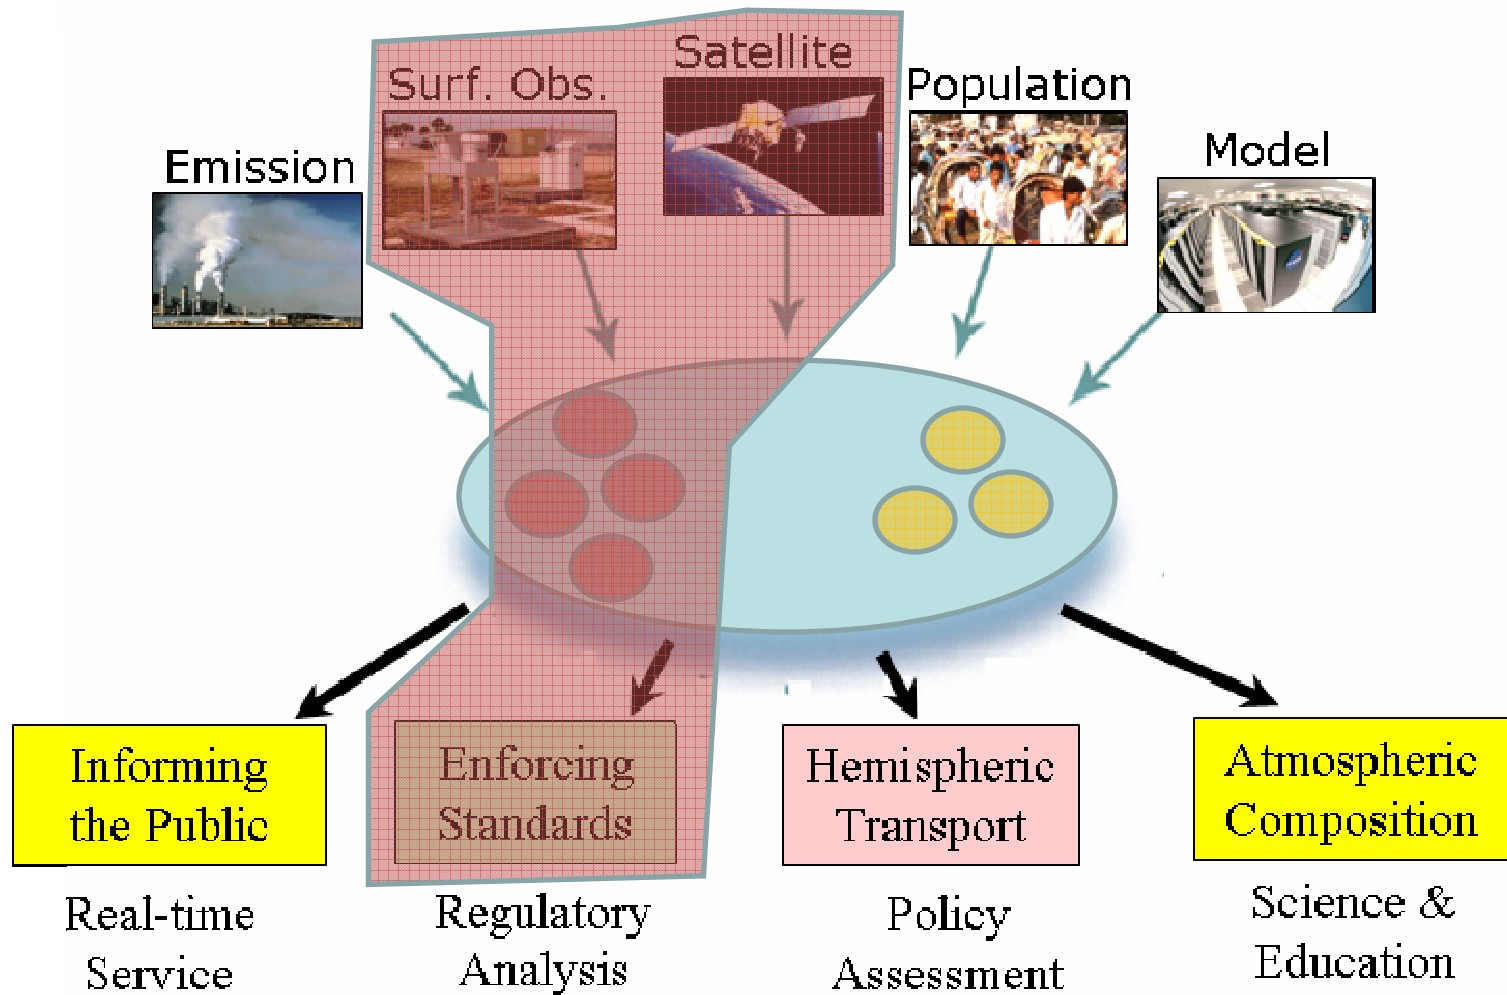 Satellite
Surf. Obs.
Population
Model
Emission
Informing
the Public
Enforcing
Standards
Hemispheric
Transport
Atmospheric
Composition
Real-time
Service
Regulatory
Analysis
Policy
Assessment
Science &
Education